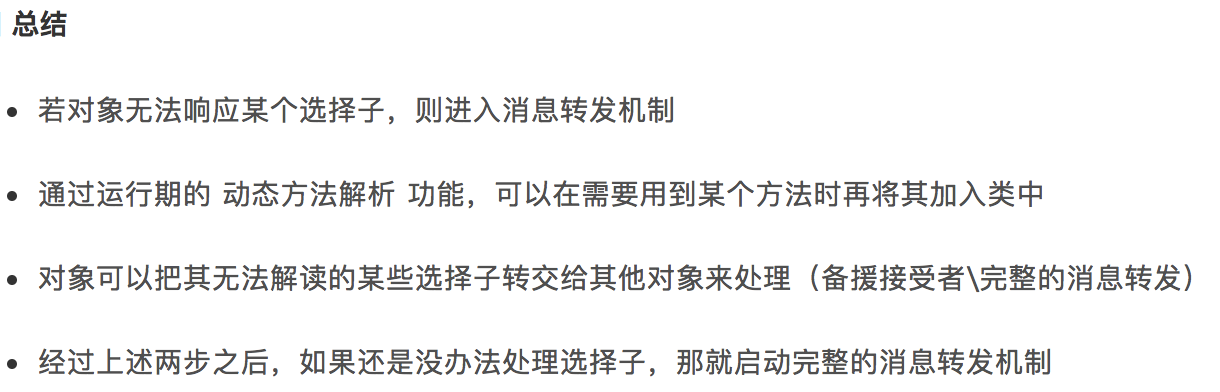 总结
若对象无法响应某个选择子，则进入消息转发机制
通过运行期的 动态方法解析 功能，可以在需要用到某个方法时再将其加入类中
对象可以把其无法解读的某些选择子转交给其他对象来处理（备援接受者\完整的消息转发）
经过上述两步之后，如果还是没办法处理选择子，那就启动完整的消息转发机制